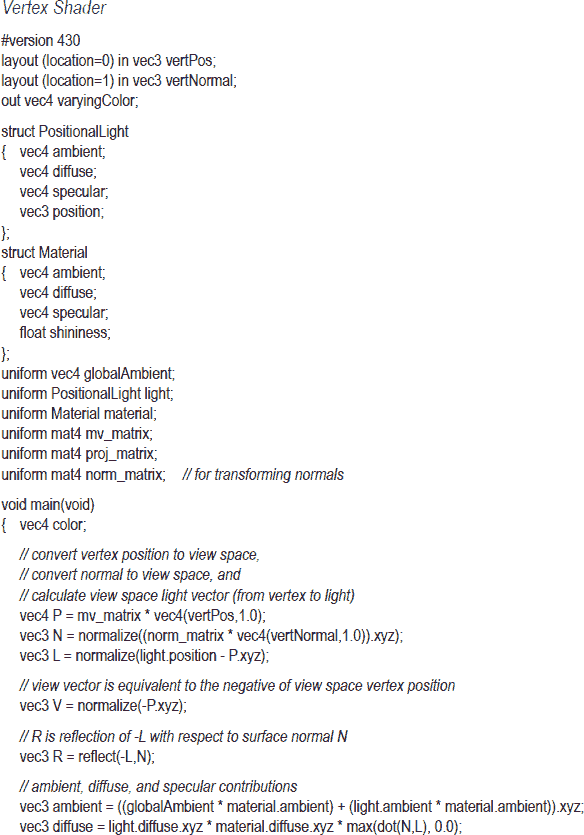 Vertex Shader
#version 430
layout (location=0) in vec3 vertPos;
layout (location=1) in vec3 vertNormal;
out vec4 varyingColor;
struct PositionalLight
{ vec4 ambient;
vec4 diffuse;
vec4 specular;
vec3 position;
};
struct Material
{ vec4 ambient;
vec4 diffuse;
vec4 specular;
float shininess;
};
uniform vec4 globalAmbient;
uniform PositionalLight light;
uniform Material material;
uniform mat4 mv_matrix;
uniform mat4 proj_matrix;
uniform mat4 norm_matrix; // for transforming normals
void main(void)
{ vec4 color;
// convert vertex position to view space,
// convert normal to view space, and
// calculate view space light vector (from vertex to light)
vec4 P = mv_matrix * vec4(vertPos,1.0);
vec3 N = normalize((norm_matrix * vec4(vertNormal,1.0)).xyz);
vec3 L = normalize(light.position - P.xyz);
// view vector is equivalent to the negative of view space vertex position
vec3 V = normalize(-P.xyz);
// R is reflection of -L with respect to surface normal N
vec3 R = reflect(-L,N);
// ambient, diffuse, and specular contributions
vec3 ambient = ((globalAmbient * material.ambient) + (light.ambient * material.ambient)).xyz;
vec3 diffuse = light.diffuse.xyz * material.diffuse.xyz * max(dot(N,L), 0.0);